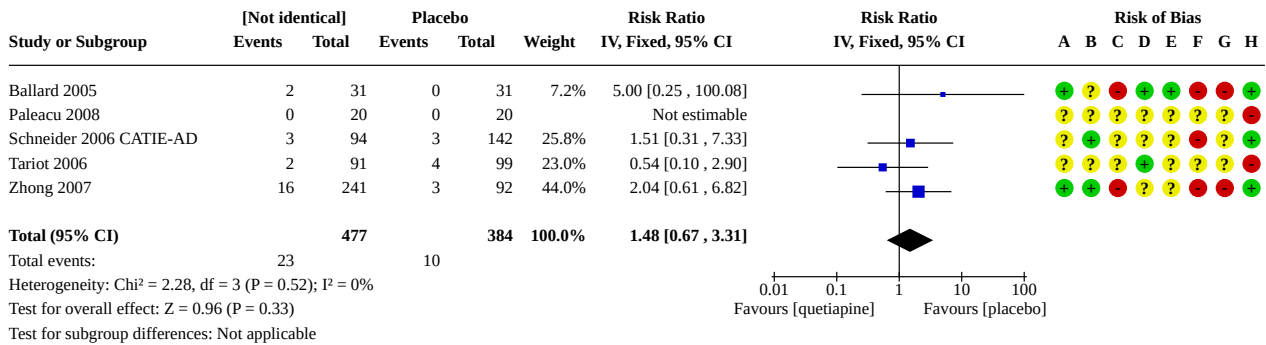 [Not identical] Placebo Risk Ratio Risk Ratio Risk of Bias
Study or Subgroup Events Total Events Total Weight IV, Fixed, 95% CI IV, Fixed, 95% CI A B C D E F G H
Ballard 2005 2 31 0 31 7.2% 5.00 [0.25 , 100.08] + ? - + + - - +
Paleacu 2008 0 20 0 20 Not estimable ? ? ? ? ? ? ? -
Schneider 2006 CATIE-AD 3 94 3 142 25.8% 1.51 [0.31 , 7.33] ? + - ? ? - ? +
Tariot 2006 2 91 4 99 23.0% 0.54 [0.10 , 2.90] ? ? ? + ? ? ? -
Zhong 2007 16 241 3 92 44.0% 2.04 [0.61 , 6.82] + + - ? ? - - +
Total (95% CI) 477 384 100.0% 1.48 [0.67 , 3.31]
Total events: 23 10
Heterogeneity: Chi² = 2.28, df = 3 (P = 0.52); I² = 0%
0.01 0.1 1 10 100
Test for overall effect: Z = 0.96 (P = 0.33)
Favours [quetiapine] Favours [placebo]
Test for subgroup differences: Not applicable